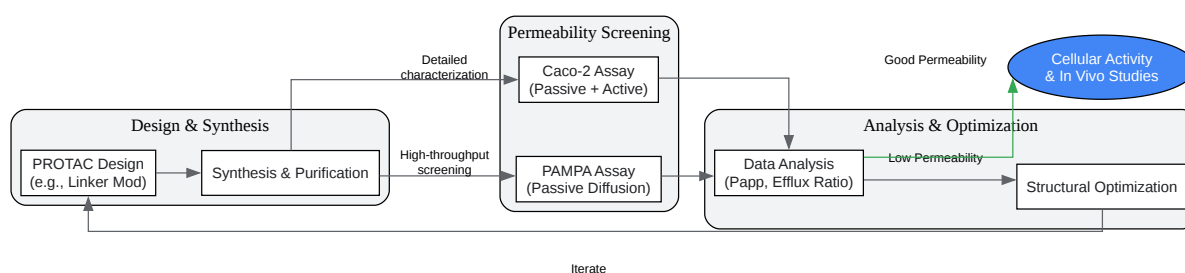 Permeability Screening
Detailed
characterization
Caco-2 Assay
(Passive + Active)
Good Permeability
Cellular Activity
& In Vivo Studies
Design & Synthesis
PROTAC Design
(e.g., Linker Mod)
Synthesis & Purification
High-throughput
screening
PAMPA Assay
(Passive Diffusion)
Analysis & Optimization
Data Analysis
(Papp, Efflux Ratio)
Low Permeability
Structural Optimization
Iterate